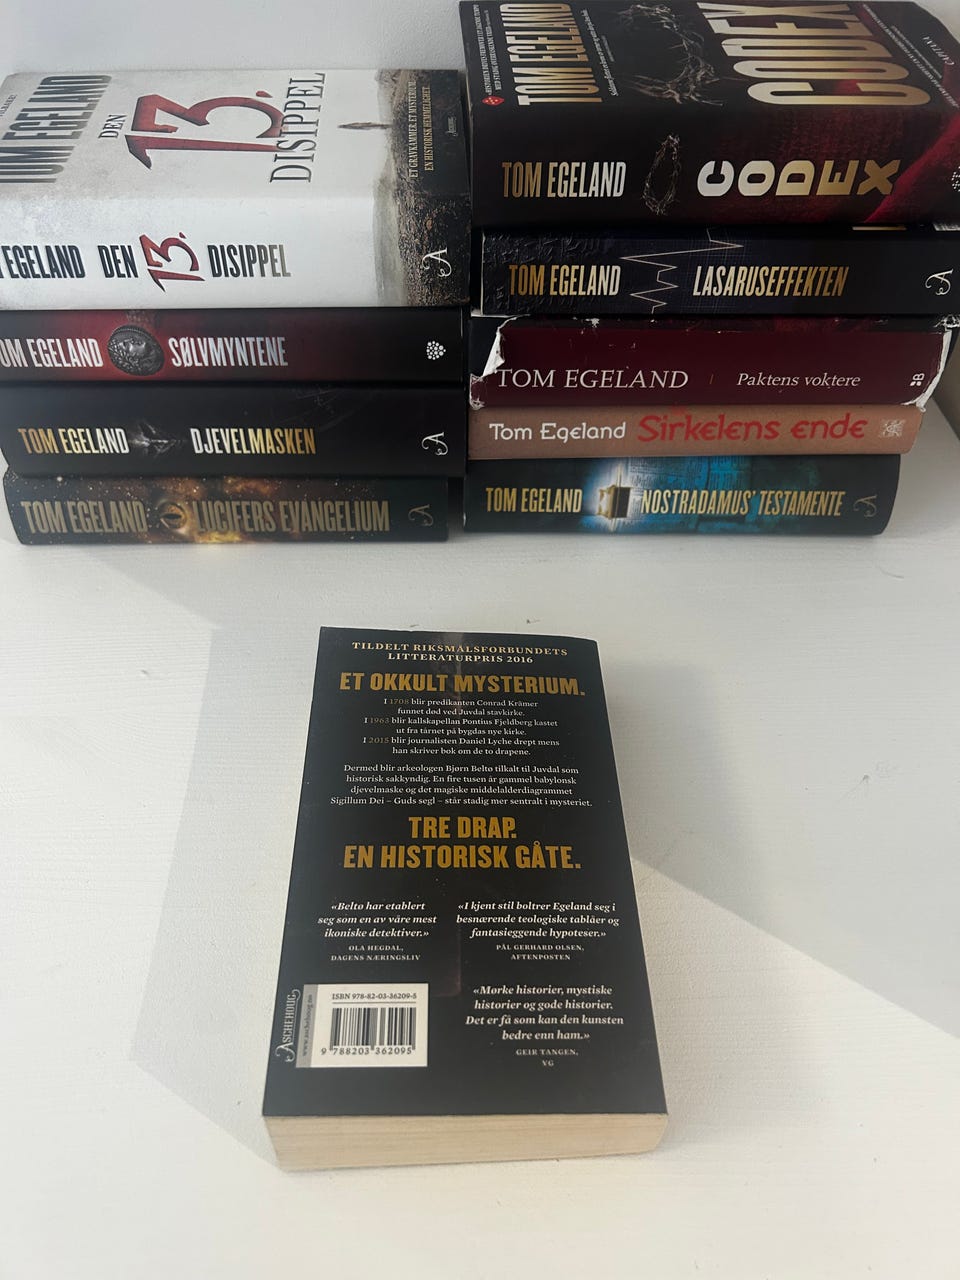 TOM EGELAND
DEN
13.
DISIPPEL
ET GRAVKAMMER. ET MYSTERIUM.
EN HISTORISK HEMMELIGHET.
EGELAND DEN 13. DISIPPEL
OM EGELAND SØLVMYNTENE
TOM EGELAND DJEVELMASKEN
TOM EGELAND LUCIFERS EVANGELIUM
TOM EGELAND
CODEX
CAPITANA
TOM EGELAND CODEX
TOM EGELAND LASARUSEFFEKTEN
TOM EGELAND Paktens voktere
Tom Egeland Sirkelens ende
TOM EGELAND NOSTRADAMUS' TESTAMENTE
TILDELT RIKSMÅLSFORBUNDETS
LITTERATURPRIS 2016
ET OKKULT MYSTERIUM.
I 1708 blir predikanten Conrad Krämer
funnet død ved Juvdal stavkirke.
I 1963 blir kallskapellan Pontius Fjeldberg kastet
ut fra tårnet på bygdas nye kirke.
I 2015 blir journalisten Daniel Lyche drept mens
han skriver bok om de to drapene.
Dermed blir arkeologen Bjørn Beltø tilkalt til Juvdal som
historisk sakkyndig. En fire tusen år gammel babylonsk
djevelmaske og det magiske middelalderdiagrammet
Sigillum Dei – Guds segl – står stadig mer sentralt i mysteriet.
TRE DRAP.
EN HISTORISK GÅTE.
«Beltø har etablert
seg som en av våre mest
ikoniske detektiver.»
OLA HEGDAL,
DAGENS NÆRINGSLIV
«I kjent stil boltrer Egeland seg i
besnærende teologiske tablåer og
fantasieggende hypoteser.»
PÅL GERHARD OLSEN,
AFTENPOSTEN
«Mørke historier, mystiske
historier og gode historier.
Det er få som kan den kunsten
bedre enn ham.»
GEIR TANGEN,
VG
ASCHEHOUG
www.aschehoug.no
ISBN 978-82-03-36209-5
9 788203 362095